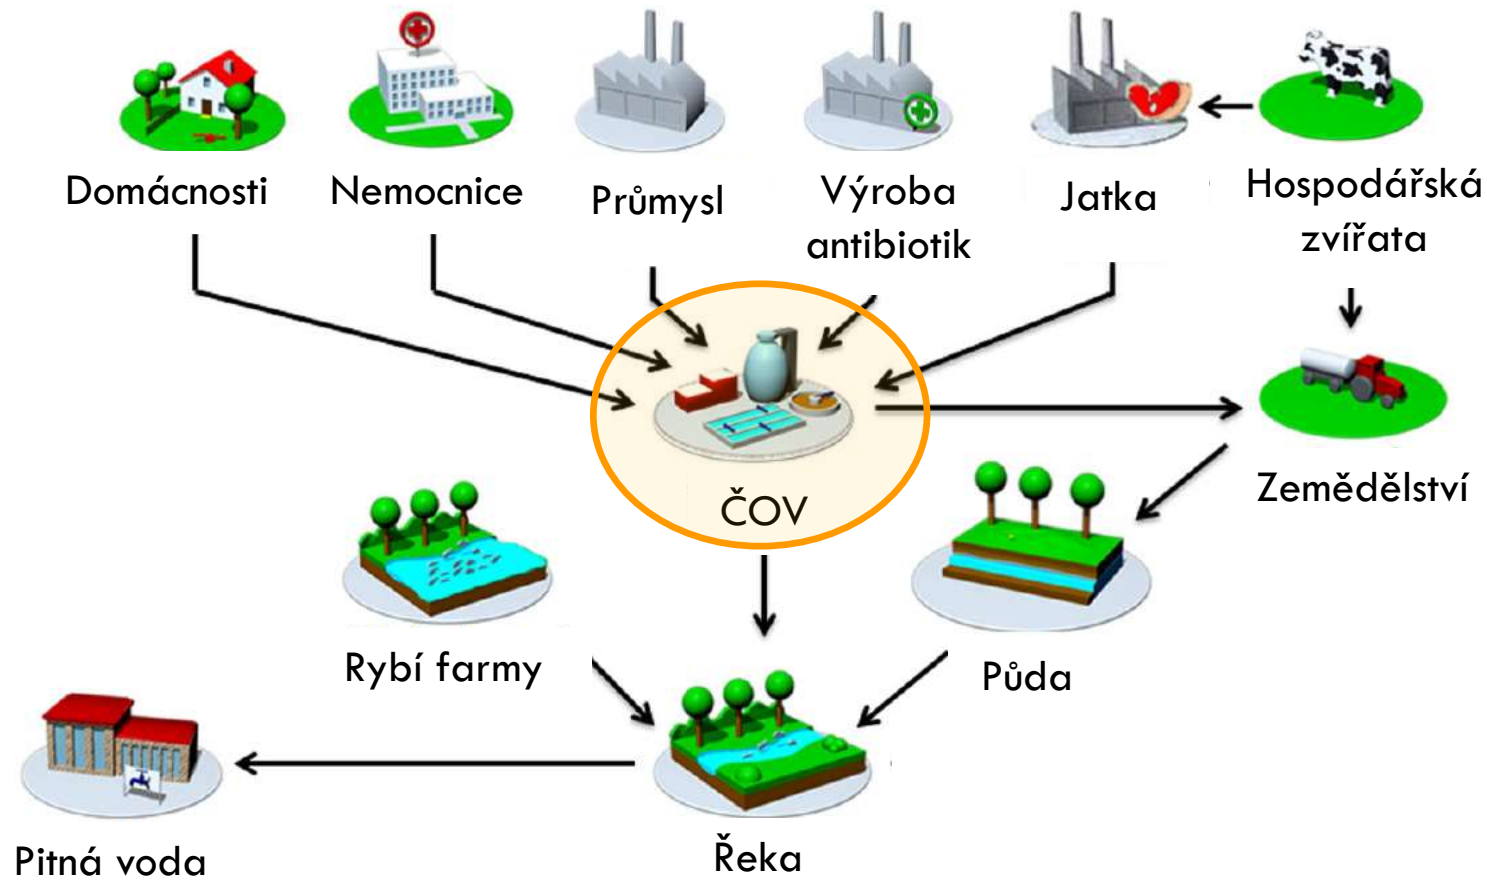 Domácnosti
Nemocnice
Průmysl
Výroba
antibiotik
Jatka
Hospodářská
zvířata
ČOV
Zemědělství
Rybí farmy
Půda
Pitná voda
Řeka